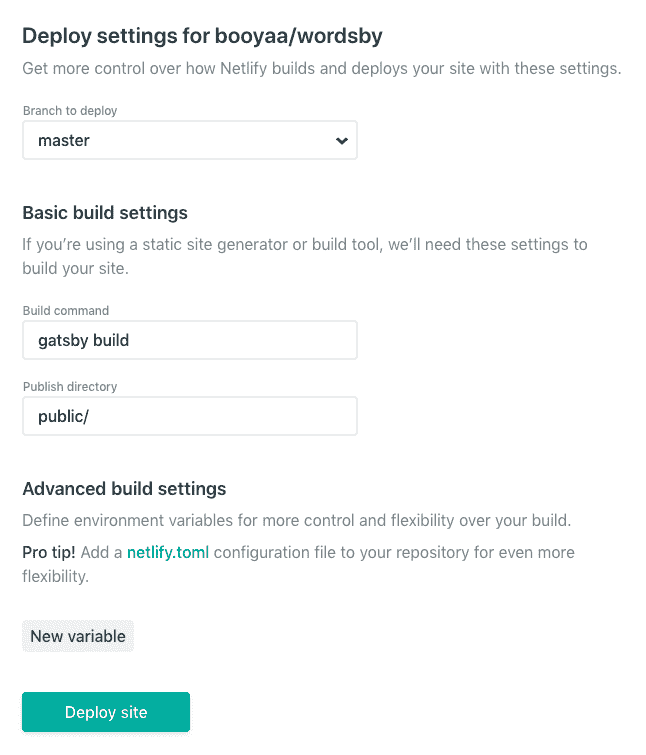 Deploy settings for booyaa/wordsby
Get more control over how Netlify builds and deploys your site with these settings.
Branch to deploy
master
Basic build settings
If you’re using a static site generator or build tool, we’ll need these settings to
build your site.
Build command
gatsby build
Publish directory
public/
Advanced build settings
Define environment variables for more control and flexibility over your build.
Pro tip! Add a netlify.toml configuration file to your repository for even more
flexibility.
New variable
Deploy site